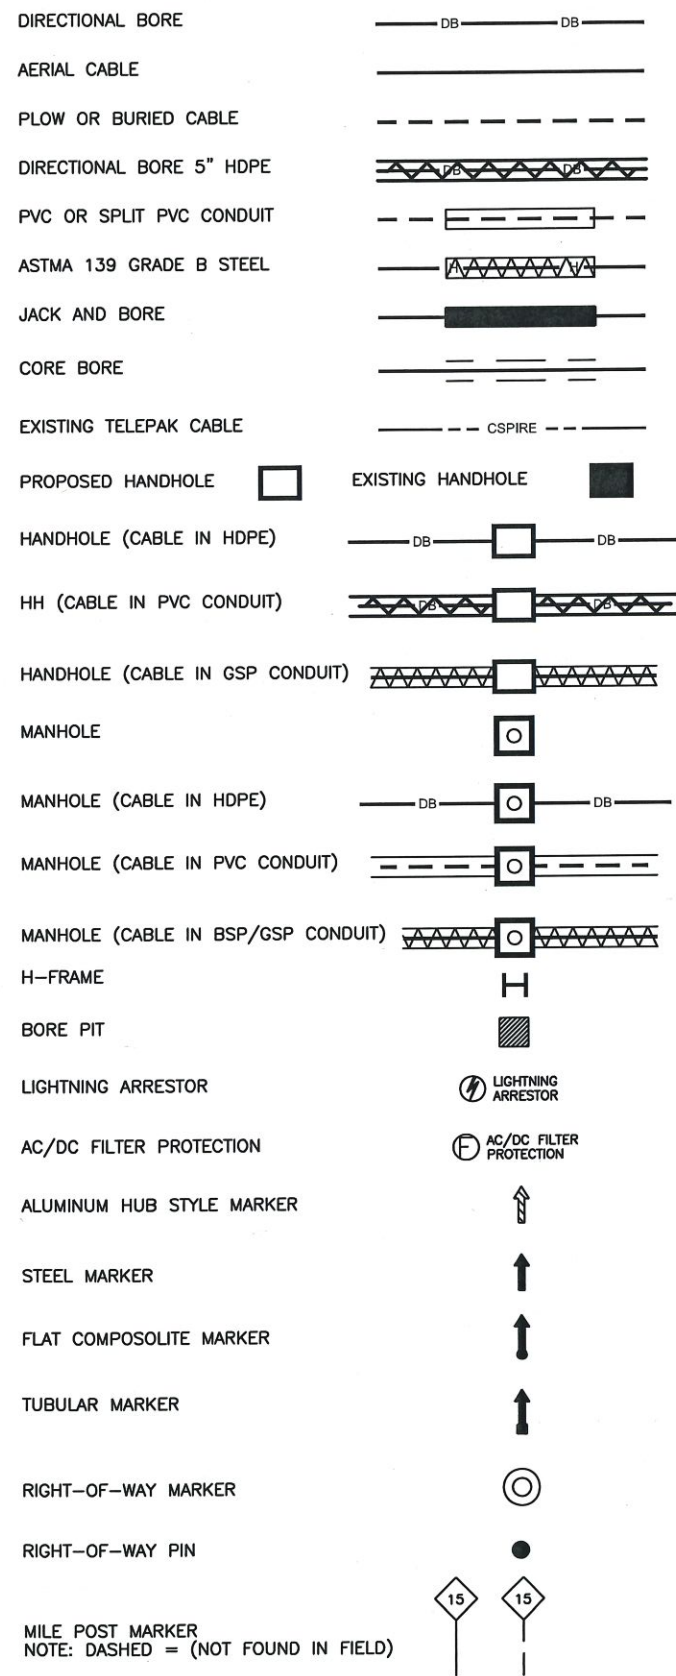 DIRECTIONAL BORE DB DB
AERIAL CABLE
PLOW OR BURIED CABLE
DIRECTIONAL BORE 5" HDPE DB DB
PVC OR SPLIT PVC CONDUIT
ASTMA 139 GRADE B STEEL H H
JACK AND BORE
CORE BORE
EXISTING TELEPAK CABLE CSPIRE
PROPOSED HANDHOLE EXISTING HANDHOLE
HANDHOLE (CABLE IN HDPE) DB DB
HH (CABLE IN PVC CONDUIT) DB DB
HANDHOLE (CABLE IN GSP CONDUIT)
MANHOLE
MANHOLE (CABLE IN HDPE) DB DB
MANHOLE (CABLE IN PVC CONDUIT)
MANHOLE (CABLE IN BSP/GSP CONDUIT)
H-FRAME
BORE PIT
LIGHTNING ARRESTOR
LIGHTNING
ARRESTOR
AC/DC FILTER PROTECTION
F
AC/DC FILTER
PROTECTION
ALUMINUM HUB STYLE MARKER
STEEL MARKER
FLAT COMPOSOLITE MARKER
TUBULAR MARKER
RIGHT-OF-WAY MARKER
RIGHT-OF-WAY PIN
15 15
MILE POST MARKER
NOTE: DASHED = (NOT FOUND IN FIELD)